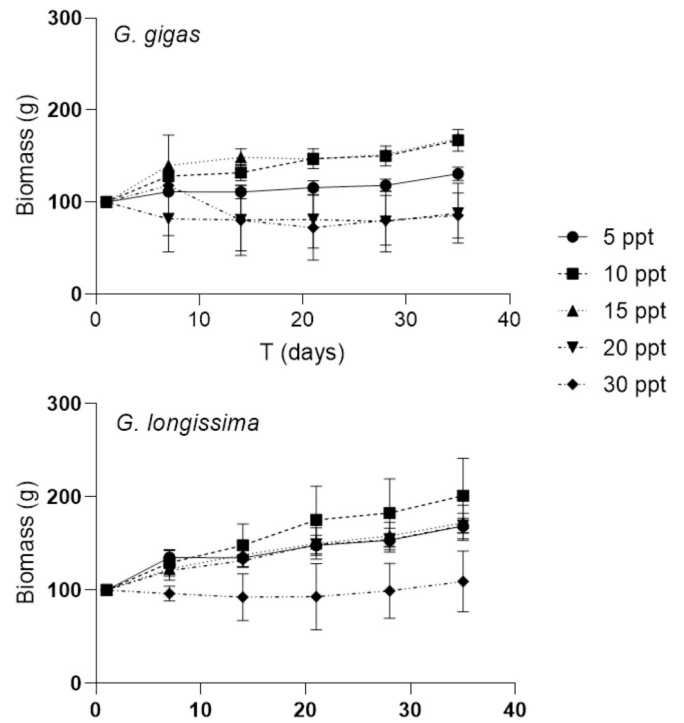 300
G. gigas
200
Biomass (g)
100
0
0 10 20 30 40
T (days)
5 ppt
10 ppt
15 ppt
20 ppt
30 ppt
300
G. longissima
200
Biomass (g)
100
0
0 10 20 30 40